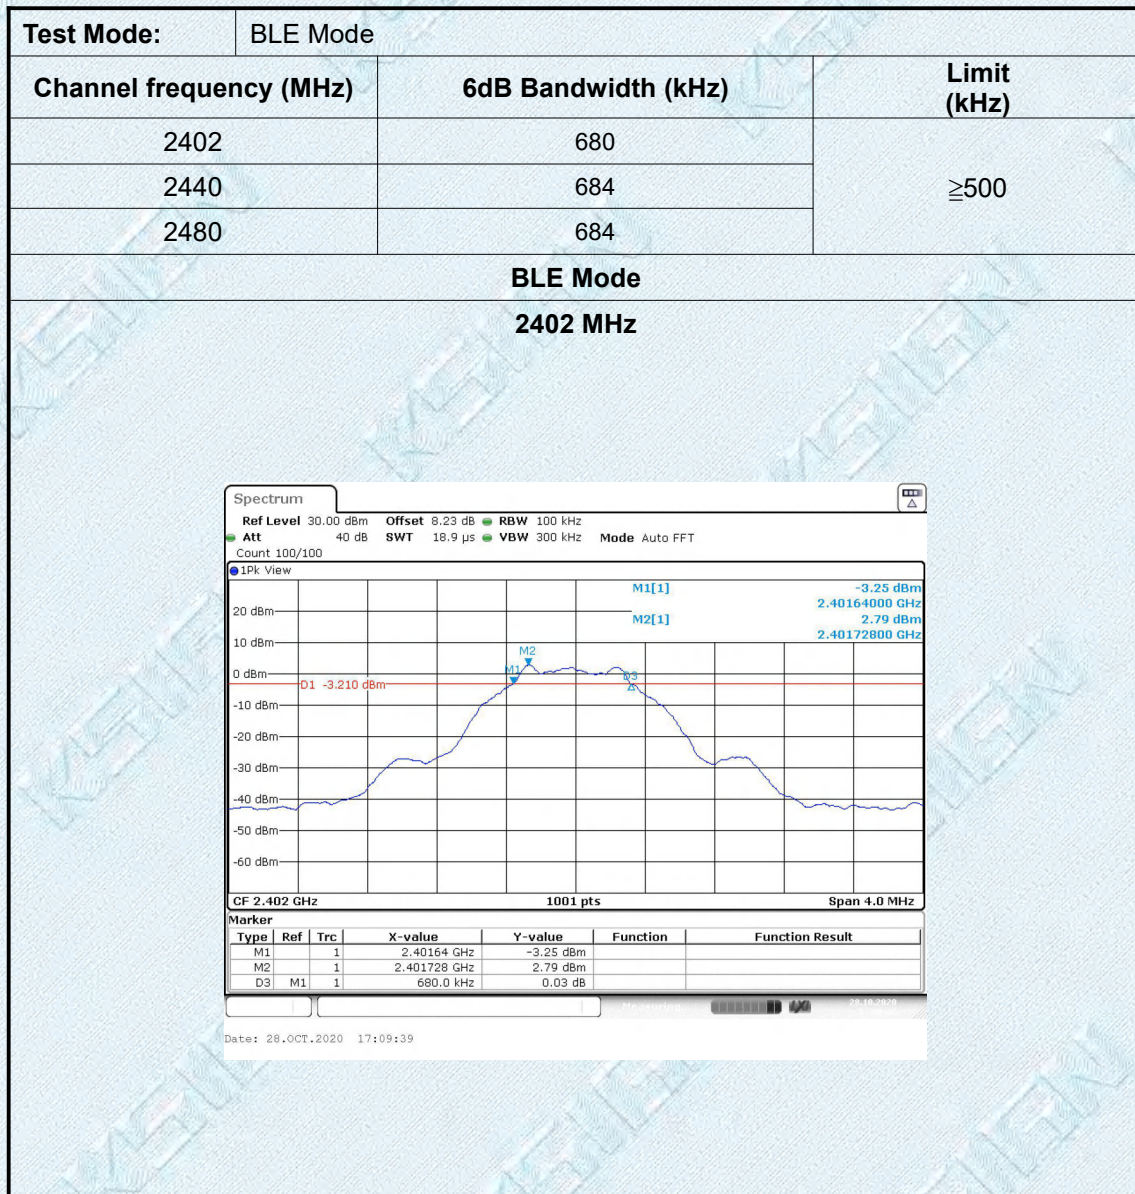 Test Mode: BLE Mode
Channel frequency (MHz) 6dB Bandwidth (kHz) Limit (kHz)
2402 680 ≧500
2440 684
2480 684
BLE Mode
2402 MHz
Spectrum
Ref Level 30.00 dBm Offset 8.23 dB RBW 100 kHz
Att 40 dB SWT 18.9 µs VBW 300 kHz Mode Auto FFT
Count 100/100
1Pk View
M1[1] -3.25 dBm
2.40164000 GHz
M2[1] 2.79 dBm
2.40172800 GHz
20 dBm
10 dBm
M2
0 dBm
M1 D3
D1 -3.210 dBm
-10 dBm
-20 dBm
-30 dBm
-40 dBm
-50 dBm
-60 dBm
CF 2.402 GHz 1001 pts Span 4.0 MHz
Marker
Type Ref Trc X-value Y-value Function Function Result
M1 1 2.40164 GHz -3.25 dBm
M2 1 2.401728 GHz 2.79 dBm
D3 M1 1 680.0 kHz 0.03 dB
Measuring 28.10.2020
Date: 28.OCT.2020 17:09:39